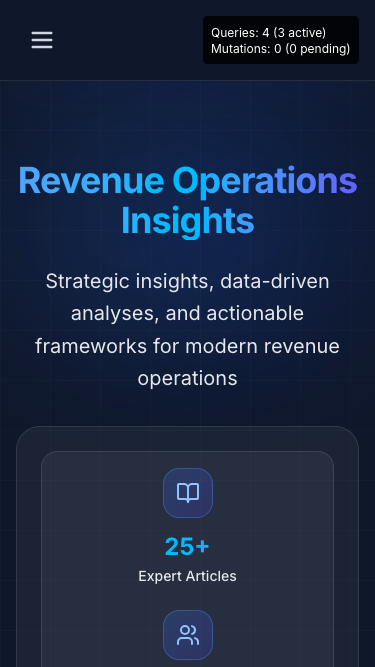 Queries: 4 (3 active)
Mutations: 0 (0 pending)
Revenue Operations
Insights
Strategic insights, data-driven
analyses, and actionable
frameworks for modern revenue
operations
25+
Expert Articles